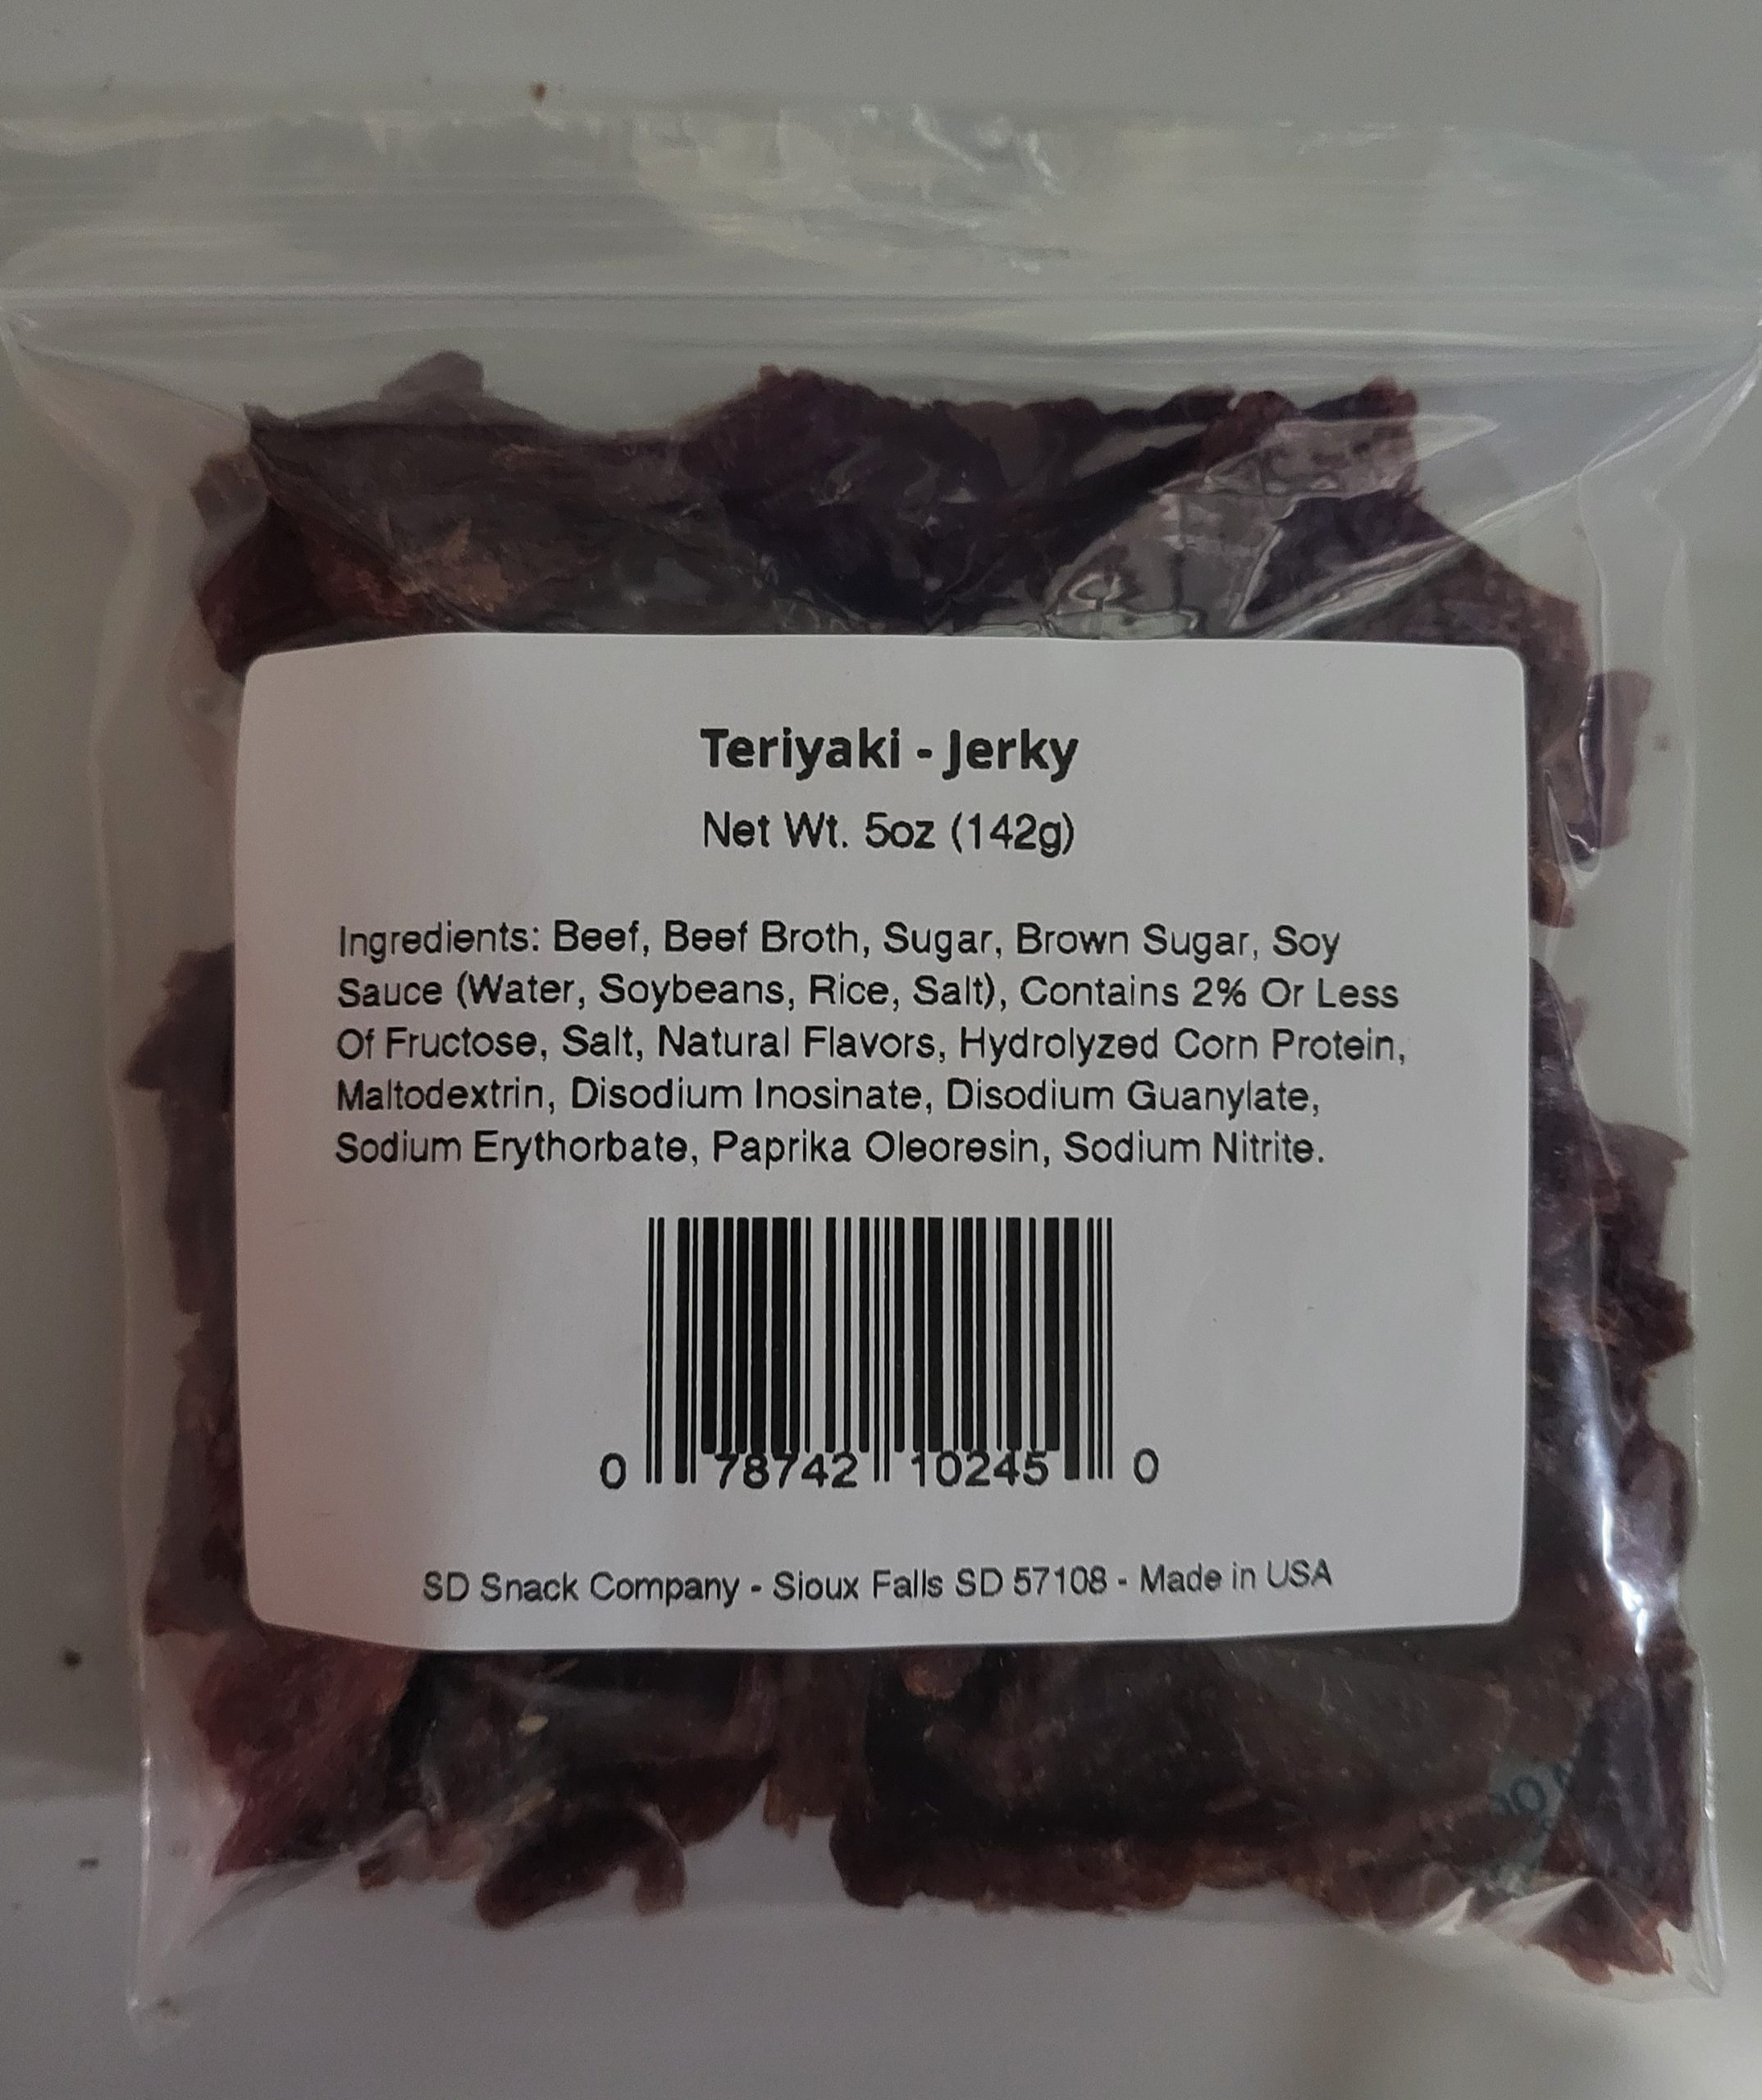 Teriyaki - Jerky
Net Wt. 5oz (142g)
Ingredients: Beef, Beef Broth, Sugar, Brown Sugar, Soy
Sauce (Water, Soybeans, Rice, Salt), Contains 2% Or Less
Of Fructose, Salt, Natural Flavors, Hydrolyzed Corn Protein,
Maltodextrin, Disodium Inosinate, Disodium Guanylate,
Sodium Erythorbate, Paprika Oleoresin, Sodium Nitrite.
0 78742 10245 0
SD Snack Company - Sioux Falls SD 57108 - Made in USA